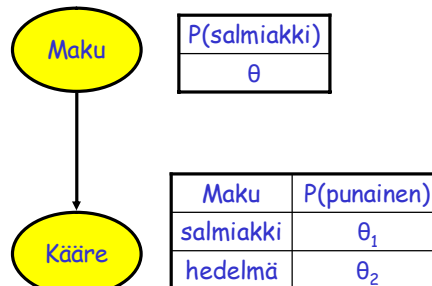 Maku
P(salmiakki)
θ
Maku P(punainen)
salmiakki θ₁
Kääre
hedelmä θ₂